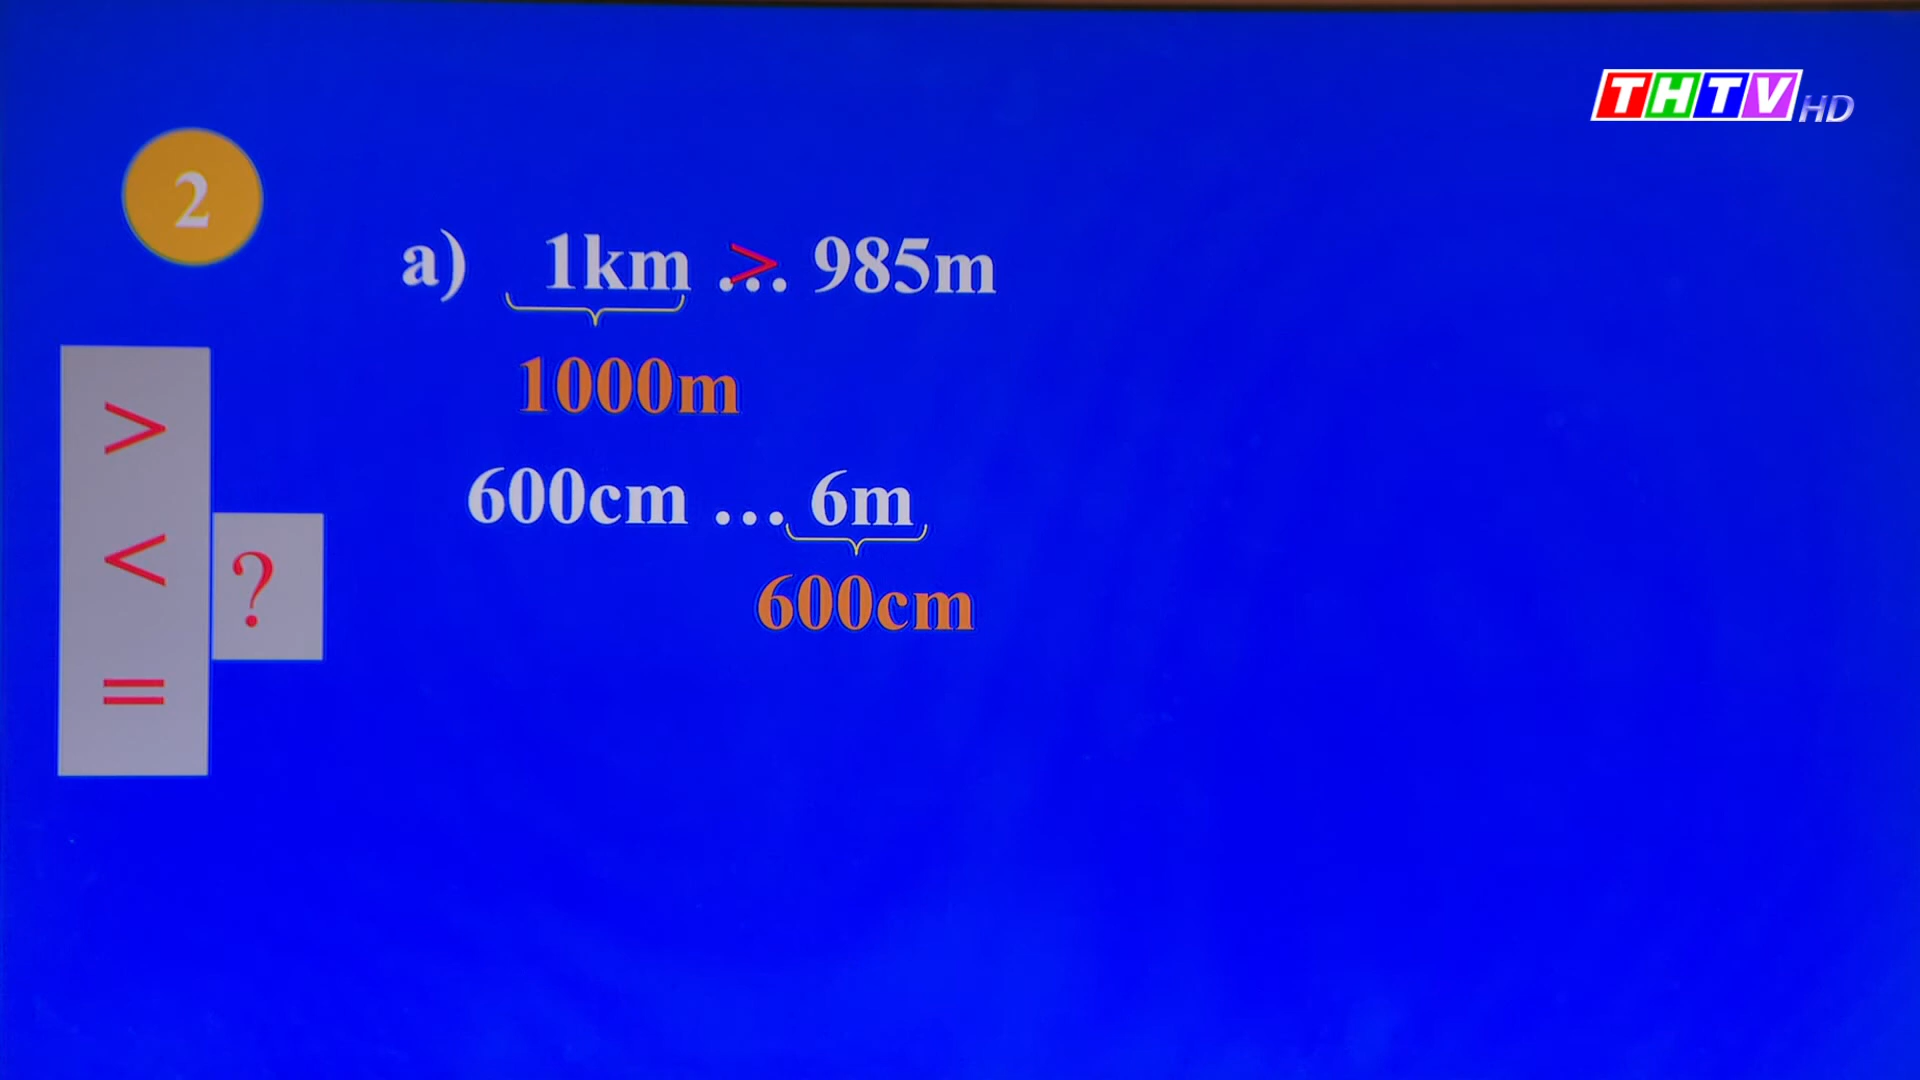 THTV HD
2
a) 1km > ... 985m
1000m
>
600cm ... 6m
<
?
600cm
=